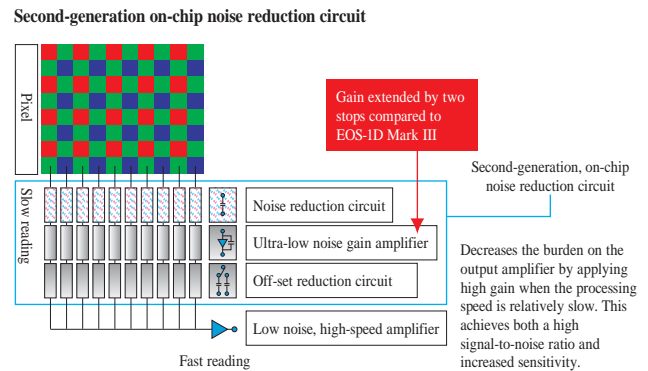 Second-generation on-chip noise reduction circuit
Pixel
Gain extended by two
stops compared to
EOS-1D Mark III
Second-generation, on-chip
noise reduction circuit
Slow reading
Noise reduction circuit
Ultra-low noise gain amplifier
Off-set reduction circuit
Decreases the burden on the
output amplifier by applying
high gain when the processing
speed is relatively slow. This
achieves both a high
signal-to-noise ratio and
increased sensitivity.
Low noise, high-speed amplifier
Fast reading